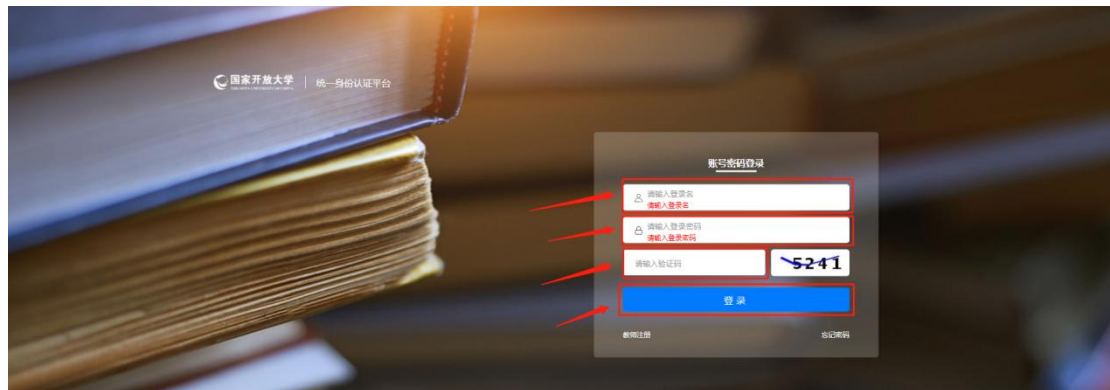 国家开放大学 | 统一身份认证平台
账号密码登录
请输入登录名
请输入登录名
请输入登录密码
请输入登录密码
请输入验证码 5241
登录
教师注册 忘记密码